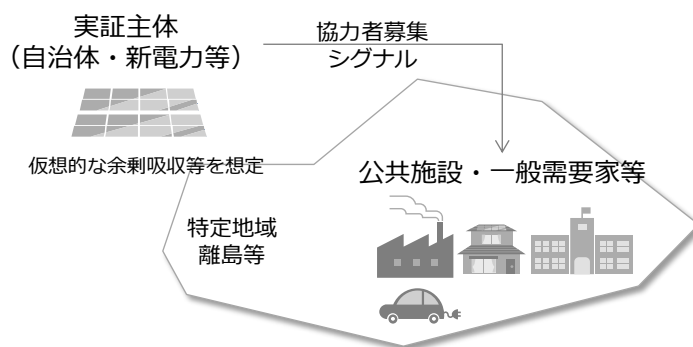 実証主体
（自治体・新電力等）
協力者募集
シグナル
仮想的な余剰吸収等を想定
公共施設・一般需要家等
特定地域
離島等